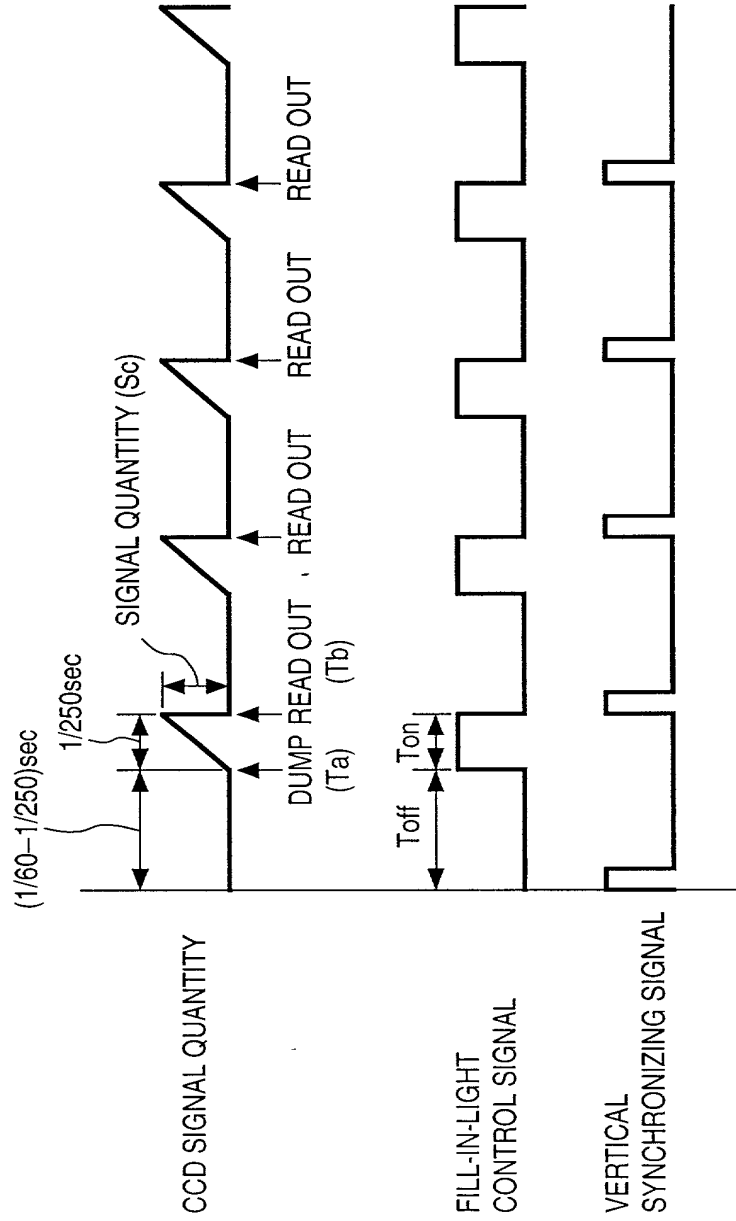 CCD SIGNAL QUANTITY
(1/60–1/250)sec
1/250sec
SIGNAL QUANTITY (Sc)
DUMP
(Ta)
READ OUT
(Tb)
READ OUT
READ OUT
READ OUT
FILL-IN-LIGHT
CONTROL SIGNAL
Toff
Ton
VERTICAL
SYNCHRONIZING SIGNAL